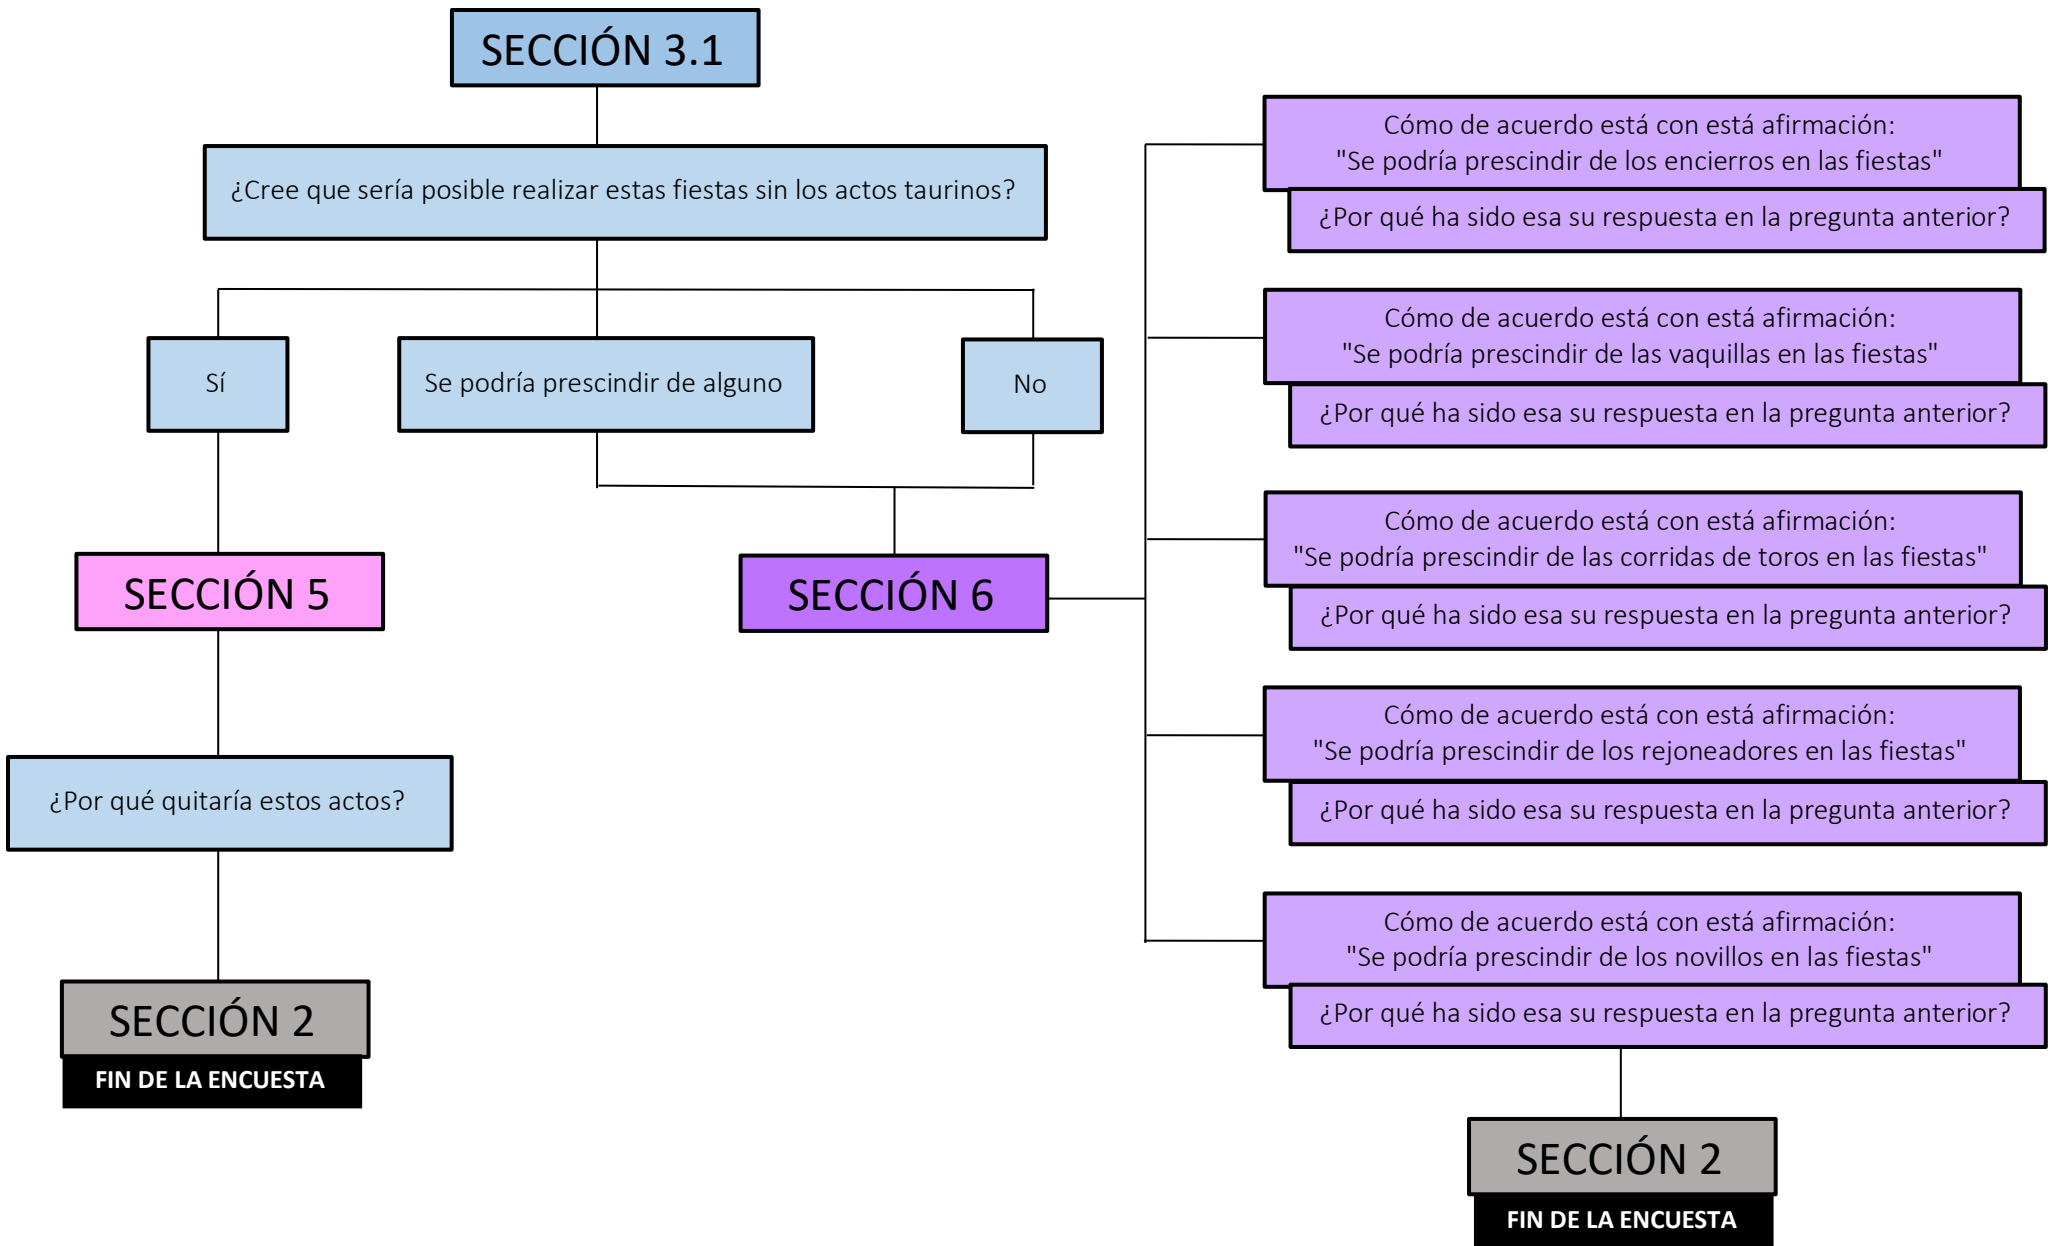 SECCIÓN 3.1
¿Cree que sería posible realizar estas fiestas sin los actos taurinos?
Sí
Se podría prescindir de alguno
No
SECCIÓN 5
¿Por qué quitaría estos actos?
SECCIÓN 2
FIN DE LA ENCUESTA
SECCIÓN 6
Cómo de acuerdo está con está afirmación:
"Se podría prescindir de los encierros en las fiestas"
¿Por qué ha sido esa su respuesta en la pregunta anterior?
Cómo de acuerdo está con está afirmación:
"Se podría prescindir de las vaquillas en las fiestas"
¿Por qué ha sido esa su respuesta en la pregunta anterior?
Cómo de acuerdo está con está afirmación:
"Se podría prescindir de las corridas de toros en las fiestas"
¿Por qué ha sido esa su respuesta en la pregunta anterior?
Cómo de acuerdo está con está afirmación:
"Se podría prescindir de los rejoneadores en las fiestas"
¿Por qué ha sido esa su respuesta en la pregunta anterior?
Cómo de acuerdo está con está afirmación:
"Se podría prescindir de los novillos en las fiestas"
¿Por qué ha sido esa su respuesta en la pregunta anterior?
SECCIÓN 2
FIN DE LA ENCUESTA